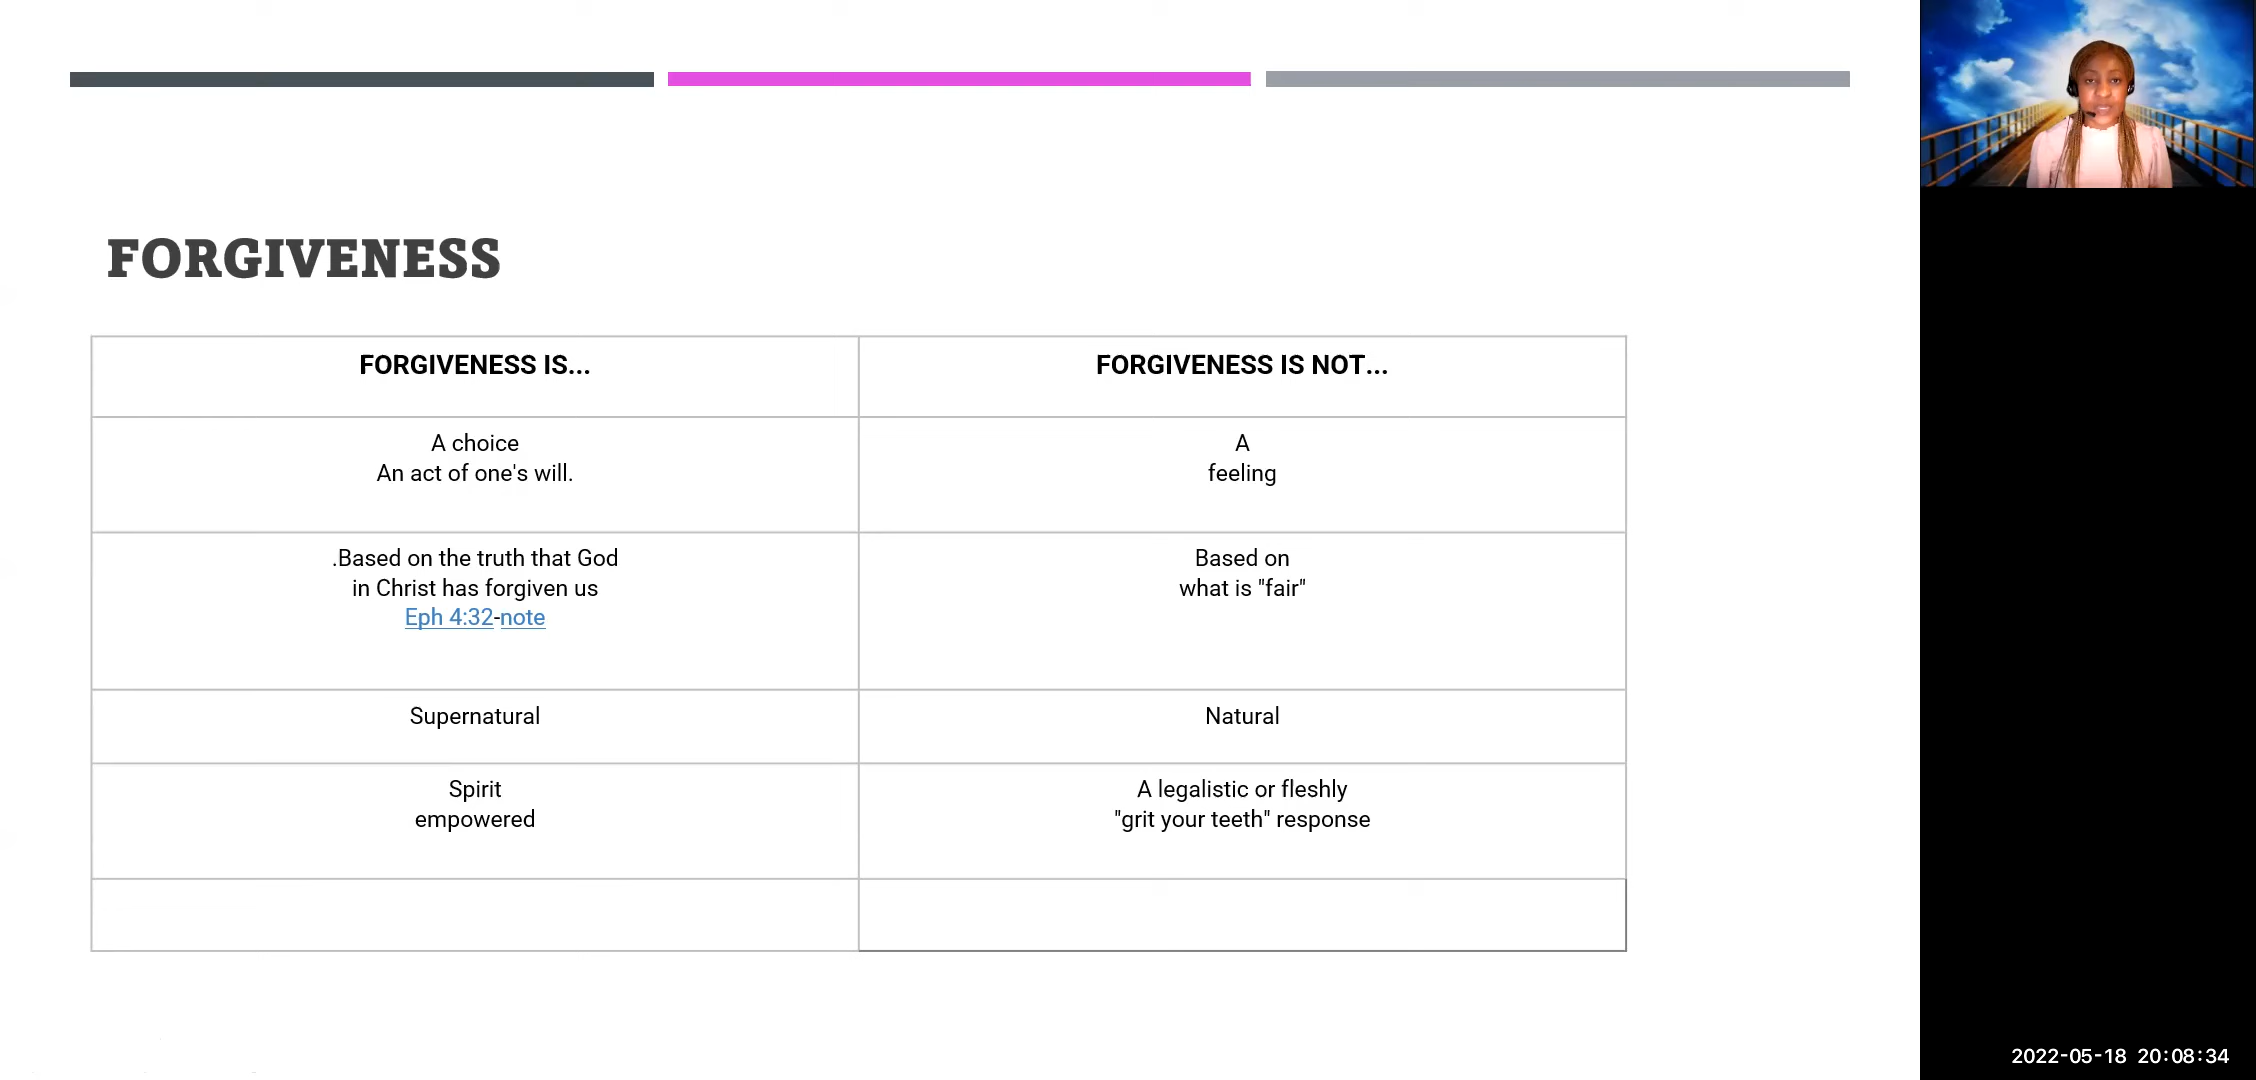 FORGIVENESS
FORGIVENESS IS...
FORGIVENESS IS NOT...
A choice
An act of one's will.
A
feeling
.Based on the truth that God
in Christ has forgiven us
Eph 4:32-note
Based on
what is "fair"
Supernatural
Natural
Spirit
empowered
A legalistic or fleshly
"grit your teeth" response
2022-05-18 20:08:34